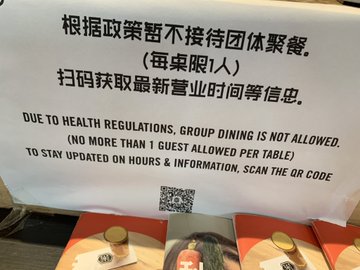 根据政策暂不接待团体聚餐.
(每桌限1人)
扫码获取最新营业时间等信息.
DUE TO HEALTH REGULATIONS, GROUP DINING IS NOT ALLOWED.
(NO MORE THAN 1 GUEST ALLOWED PER TABLE)
TO STAY UPDATED ON HOURS & INFORMATION, SCAN THE QR CODE